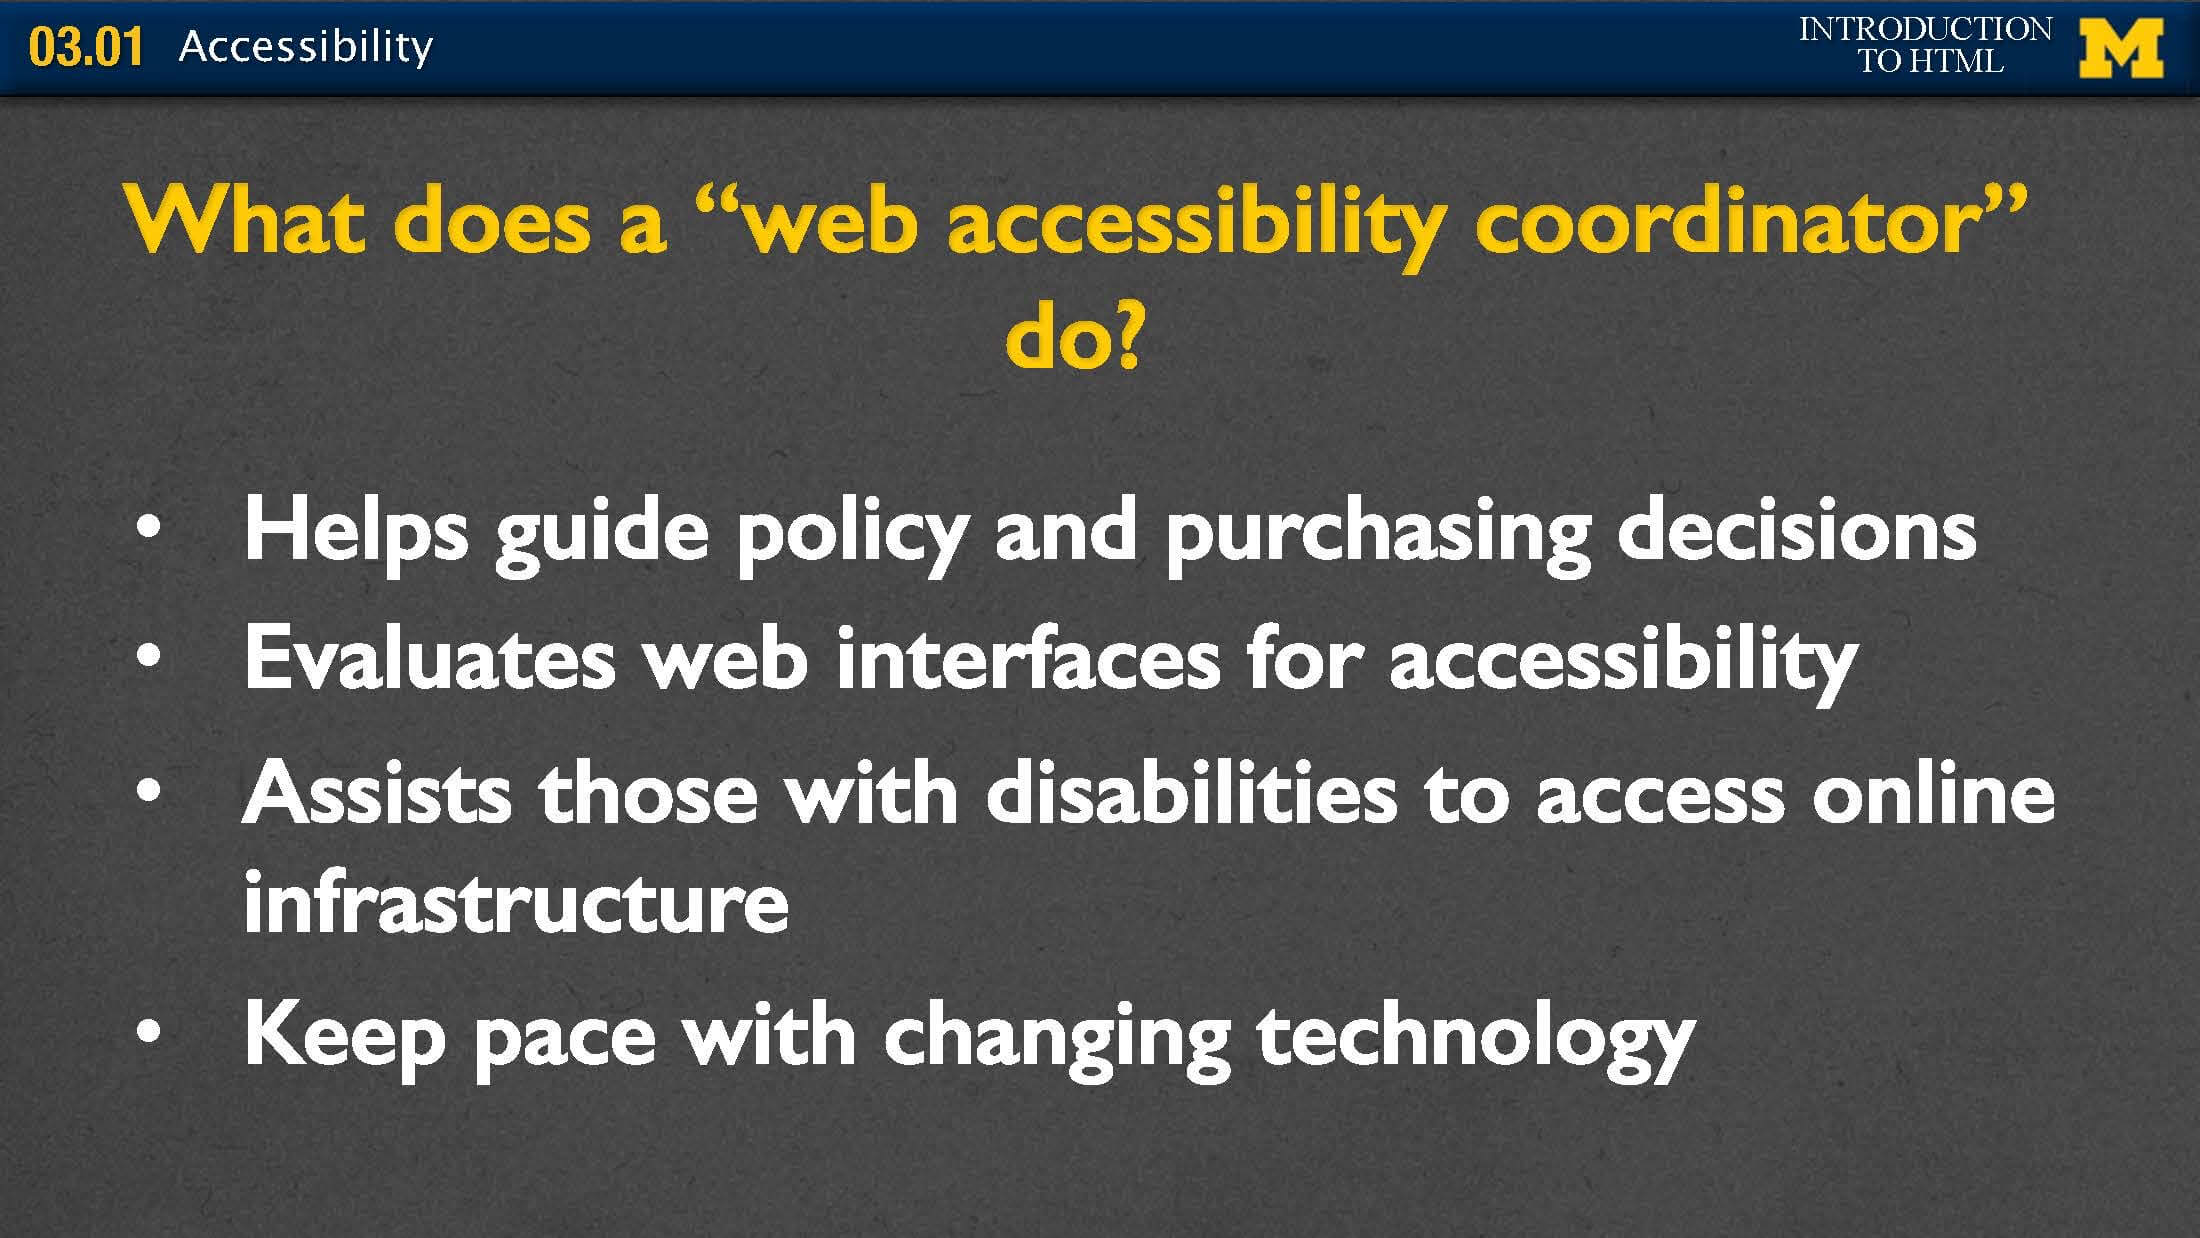 03.01 Accessibility
INTRODUCTION
TO HTML
M
What does a “web accessibility coordinator”
do?
• Helps guide policy and purchasing decisions
• Evaluates web interfaces for accessibility
• Assists those with disabilities to access online
infrastructure
• Keep pace with changing technology